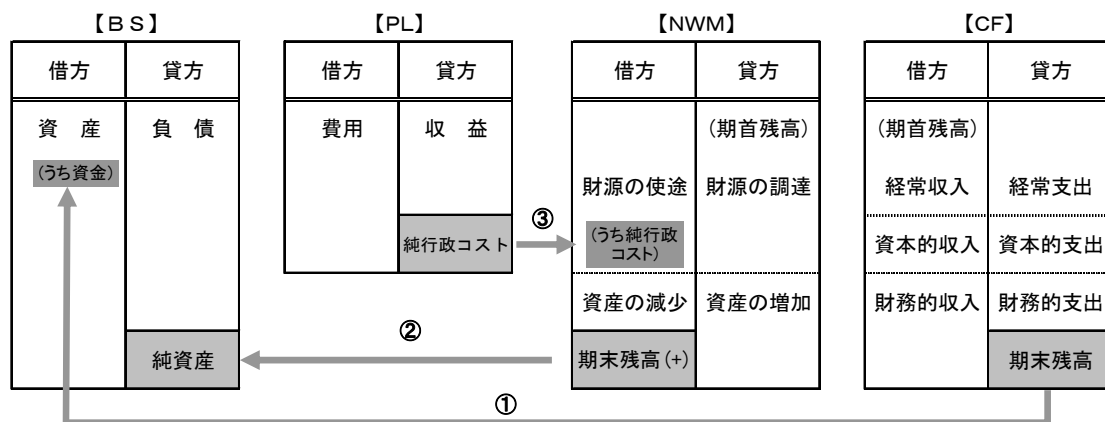 【ＢＳ】
借方 貸方
資　産 負　債
(うち資金)
純資産
【PL】
借方 貸方
費用 収　益
純行政コスト
③
【NWM】
借方 貸方
(期首残高)
財源の使途 財源の調達
(うち純行政
コスト)
資産の減少 資産の増加
期末残高(+)
②
【CF】
借方 貸方
(期首残高)
経常収入 経常支出
資本的収入 資本的支出
財務的収入 財務的支出
期末残高
①